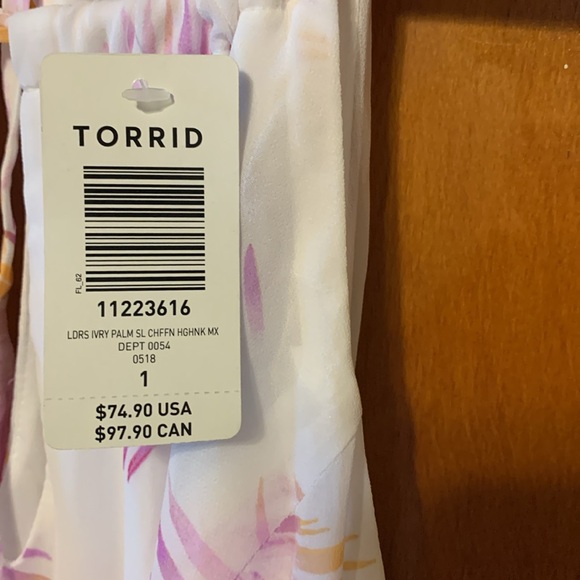 TORRID
FL_62
11223616
LDRS IVRY PALM SL CHFFN HGHNK MX
DEPT 0054
0518
1
$74.90 USA
$97.90 CAN